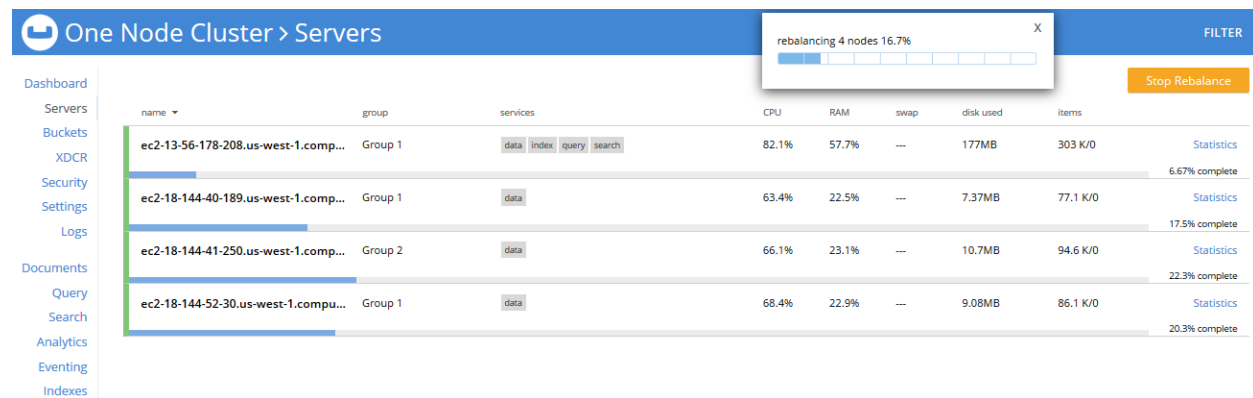 One Node Cluster > Servers
X
rebalancing 4 nodes 16.7%
FILTER
Stop Rebalance
Dashboard
Servers
Buckets
XDCR
Security
Settings
Logs
Documents
Query
Search
Analytics
Eventing
Indexes
name group services CPU RAM swap disk used items
ec2-13-56-178-208.us-west-1.comp... Group 1 data index query search 82.1% 57.7% --- 177MB 303 K/0 Statistics
6.67% complete
ec2-18-144-40-189.us-west-1.comp... Group 1 data 63.4% 22.5% --- 7.37MB 77.1 K/0 Statistics
17.5% complete
ec2-18-144-41-250.us-west-1.comp... Group 2 data 66.1% 23.1% --- 10.7MB 94.6 K/0 Statistics
22.3% complete
ec2-18-144-52-30.us-west-1.compu... Group 1 data 68.4% 22.9% --- 9.08MB 86.1 K/0 Statistics
20.3% complete